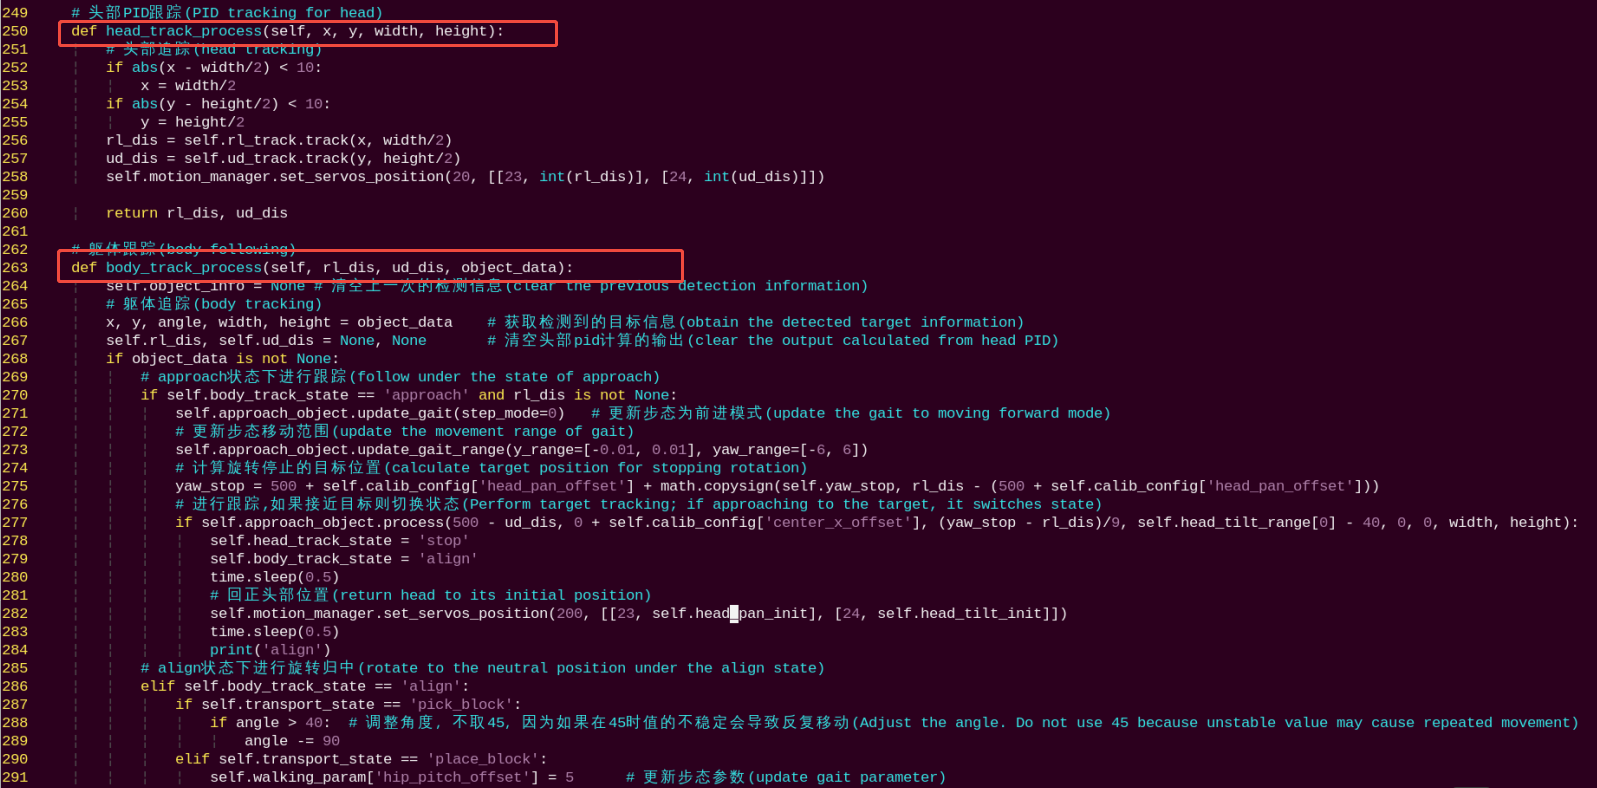 249 # 头部PID跟踪(PID tracking for head)
250 def head_track_process(self, x, y, width, height):
251 # 头部追踪(head tracking)
252 if abs(x - width/2) < 10:
253 x = width/2
254 if abs(y - height/2) < 10:
255 y = height/2
256 rl_dis = self.rl_track.track(x, width/2)
257 ud_dis = self.ud_track.track(y, height/2)
258 self.motion_manager.set_servos_position(20, [[23, int(rl_dis)], [24, int(ud_dis)]])
259
260 return rl_dis, ud_dis
261
262 # 躯体跟踪(body following)
263 def body_track_process(self, rl_dis, ud_dis, object_data):
264 self.object_info = None # 清空上一次的检测信息(clear the previous detection information)
265 # 躯体追踪(body tracking)
266 x, y, angle, width, height = object_data # 获取检测到的目标信息(obtain the detected target information)
267 self.rl_dis, self.ud_dis = None, None # 清空头部pid计算的输出(clear the output calculated from head PID)
268 if object_data is not None:
269 # approach状态下进行跟踪(follow under the state of approach)
270 if self.body_track_state == 'approach' and rl_dis is not None:
271 self.approach_object.update_gait(step_mode=0) # 更新步态为前进模式(update the gait to moving forward mode)
272 # 更新步态移动范围(update the movement range of gait)
273 self.approach_object.update_gait_range(y_range=[-0.01, 0.01], yaw_range=[-6, 6])
274 # 计算旋转停止的目标位置(calculate target position for stopping rotation)
275 yaw_stop = 500 + self.calib_config['head_pan_offset'] + math.copysign(self.yaw_stop, rl_dis - (500 + self.calib_config['head_pan_offset']))
276 # 进行跟踪,如果接近目标则切换状态(Perform target tracking; if approaching to the target, it switches state)
277 if self.approach_object.process(500 - ud_dis, 0 + self.calib_config['center_x_offset'], (yaw_stop - rl_dis)/9, self.head_tilt_range[0] - 40, 0, 0, width, height):
278 self.head_track_state = 'stop'
279 self.body_track_state = 'align'
280 time.sleep(0.5)
281 # 回正头部位置(return head to its initial position)
282 self.motion_manager.set_servos_position(200, [[23, self.head_pan_init], [24, self.head_tilt_init]])
283 time.sleep(0.5)
284 print('align')
285 # align状态下进行旋转归中(rotate to the neutral position under the align state)
286 elif self.body_track_state == 'align':
287 if self.transport_state == 'pick_block':
288 if angle > 40: # 调整角度, 不取45, 因为如果在45时值的不稳定会导致反复移动(Adjust the angle. Do not use 45 because unstable value may cause repeated movement)
289 angle -= 90
290 elif self.transport_state == 'place_block':
291 self.walking_param['hip_pitch_offset'] = 5 # 更新步态参数(update gait parameter)